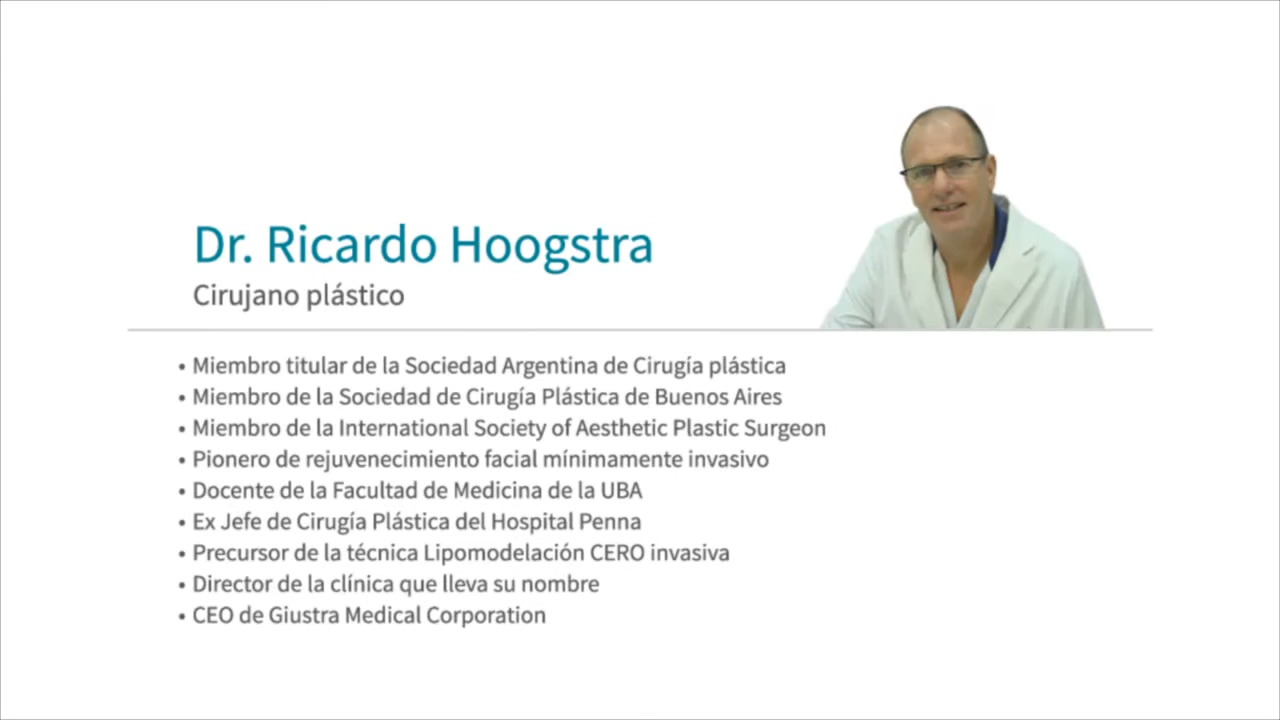 Dr. Ricardo Hoogstra
Cirujano plástico
• Miembro titular de la Sociedad Argentina de Cirugía plástica
• Miembro de la Sociedad de Cirugía Plástica de Buenos Aires
• Miembro de la International Society of Aesthetic Plastic Surgeon
• Pionero de rejuvenecimiento facial mínimamente invasivo
• Docente de la Facultad de Medicina de la UBA
• Ex Jefe de Cirugía Plástica del Hospital Penna
• Precursor de la técnica Lipomodelación CERO invasiva
• Director de la clínica que lleva su nombre
• CEO de Giustra Medical Corporation